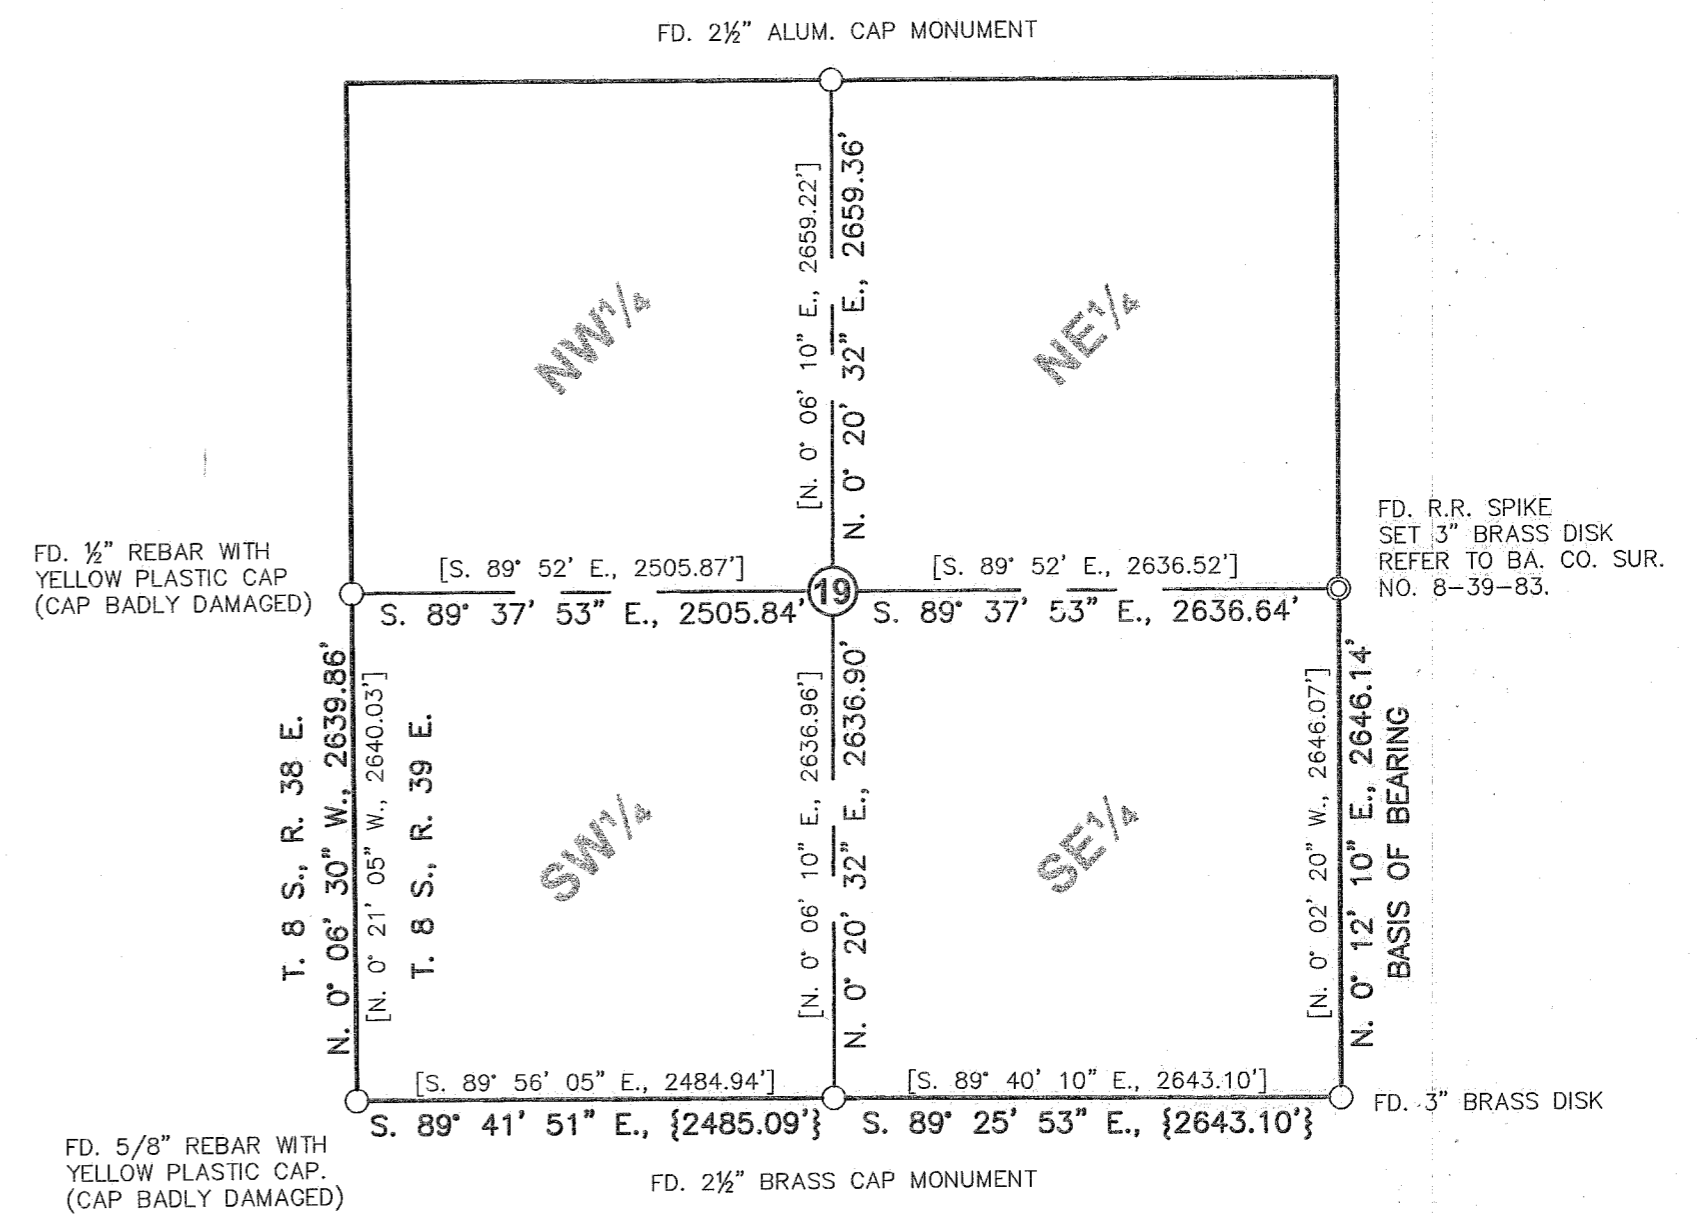 FD. 2½” ALUM. CAP MONUMENT
[N. 0° 06’ 10” E., 2659.22’]
N. 0° 20’ 32” E., 2659.36’
NW¼
NE¼
FD. ½” REBAR WITH
YELLOW PLASTIC CAP
(CAP BADLY DAMAGED)
[S. 89° 52’ E., 2505.87’]
S. 89° 37’ 53” E., 2505.84’
19
[S. 89° 52’ E., 2636.52’]
S. 89° 37’ 53” E., 2636.64’
FD. R.R. SPIKE
SET 3” BRASS DISK
REFER TO BA. CO. SUR.
NO. 8-39-83.
T. 8 S., R. 38 E.
N. 0° 06’ 30” W., 2639.86’
[N. 0° 21’ 05” W., 2640.03’]
T. 8 S., R. 39 E.
SW¼
[N. 0° 06’ 10” E., 2636.96’]
N. 0° 20’ 32” E., 2636.90’
SE¼
[N. 0° 02’ 20” W., 2646.07’]
N. 0° 12’ 10” E., 2646.14’
BASIS OF BEARING
[S. 89° 56’ 05” E., 2484.94’]
S. 89° 41’ 51” E., {2485.09’}
[S. 89° 40’ 10” E., 2643.10’]
S. 89° 25’ 53” E., {2643.10’}
FD. 3” BRASS DISK
FD. 5/8” REBAR WITH
YELLOW PLASTIC CAP.
(CAP BADLY DAMAGED)
FD. 2½” BRASS CAP MONUMENT